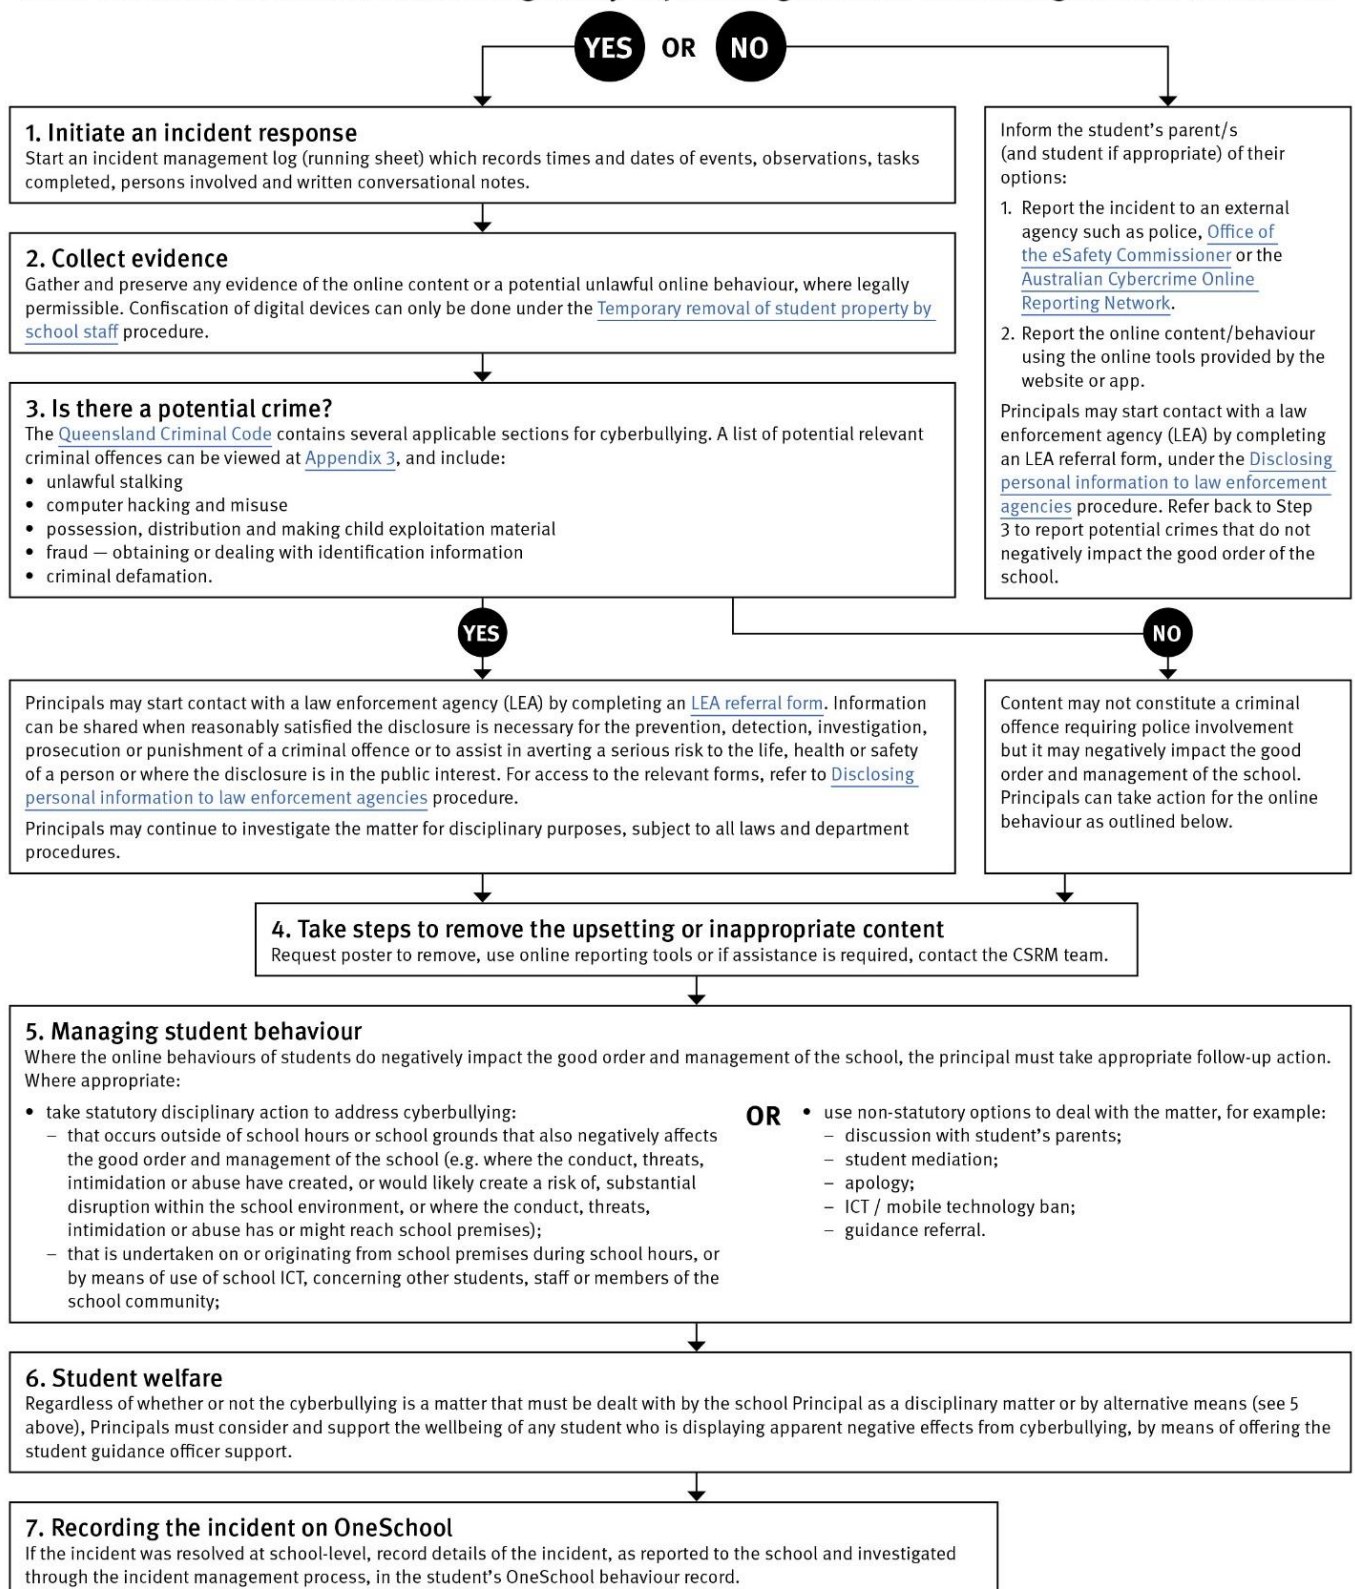 YES OR NO
1. Initiate an incident response
Start an incident management log (running sheet) which records times and dates of events, observations, tasks
completed, persons involved and written conversational notes.
2. Collect evidence
Gather and preserve any evidence of the online content or a potential unlawful online behaviour, where legally
permissible. Confiscation of digital devices can only be done under the Temporary removal of student property by
school staff procedure.
3. Is there a potential crime?
The Queensland Criminal Code contains several applicable sections for cyberbullying. A list of potential relevant
criminal offences can be viewed at Appendix 3, and include:
• unlawful stalking
• computer hacking and misuse
• possession, distribution and making child exploitation material
• fraud — obtaining or dealing with identification information
• criminal defamation.
Inform the student's parent/s
(and student if appropriate) of their
options:
1. Report the incident to an external
agency such as police, Office of
the eSafety Commissioner or the
Australian Cybercrime Online
Reporting Network.
2. Report the online content/behaviour
using the online tools provided by the
website or app.
Principals may start contact with a law
enforcement agency (LEA) by completing
an LEA referral form, under the Disclosing
personal information to law enforcement
agencies procedure. Refer back to Step
3 to report potential crimes that do not
negatively impact the good order of the
school.
YES
NO
Principals may start contact with a law enforcement agency (LEA) by completing an LEA referral form. Information
can be shared when reasonably satisfied the disclosure is necessary for the prevention, detection, investigation,
prosecution or punishment of a criminal offence or to assist in averting a serious risk to the life, health or safety
of a person or where the disclosure is in the public interest. For access to the relevant forms, refer to Disclosing
personal information to law enforcement agencies procedure.
Principals may continue to investigate the matter for disciplinary purposes, subject to all laws and department
procedures.
Content may not constitute a criminal
offence requiring police involvement
but it may negatively impact the good
order and management of the school.
Principals can take action for the online
behaviour as outlined below.
4. Take steps to remove the upsetting or inappropriate content
Request poster to remove, use online reporting tools or if assistance is required, contact the CSRM team.
5. Managing student behaviour
Where the online behaviours of students do negatively impact the good order and management of the school, the principal must take appropriate follow-up action.
Where appropriate:
• take statutory disciplinary action to address cyberbullying:
– that occurs outside of school hours or school grounds that also negatively affects
the good order and management of the school (e.g. where the conduct, threats,
intimidation or abuse have created, or would likely create a risk of, substantial
disruption within the school environment, or where the conduct, threats,
intimidation or abuse has or might reach school premises);
– that is undertaken on or originating from school premises during school hours, or
by means of use of school ICT, concerning other students, staff or members of the
school community;
OR
• use non-statutory options to deal with the matter, for example:
– discussion with student's parents;
– student mediation;
– apology;
– ICT / mobile technology ban;
– guidance referral.
6. Student welfare
Regardless of whether or not the cyberbullying is a matter that must be dealt with by the school Principal as a disciplinary matter or by alternative means (see 5
above), Principals must consider and support the wellbeing of any student who is displaying apparent negative effects from cyberbullying, by means of offering the
student guidance officer support.
7. Recording the incident on OneSchool
If the incident was resolved at school-level, record details of the incident, as reported to the school and investigated
through the incident management process, in the student's OneSchool behaviour record.